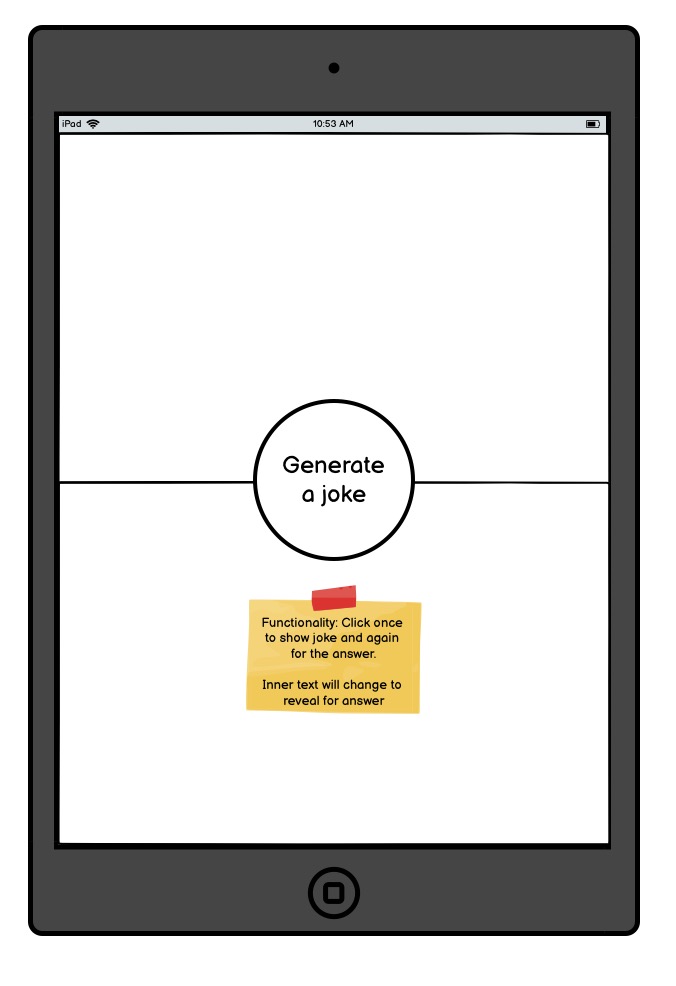 iPad
10:53 AM
Generate
a joke
Functionality: Click once
to show joke and again
for the answer.
Inner text will change to
reveal for answer